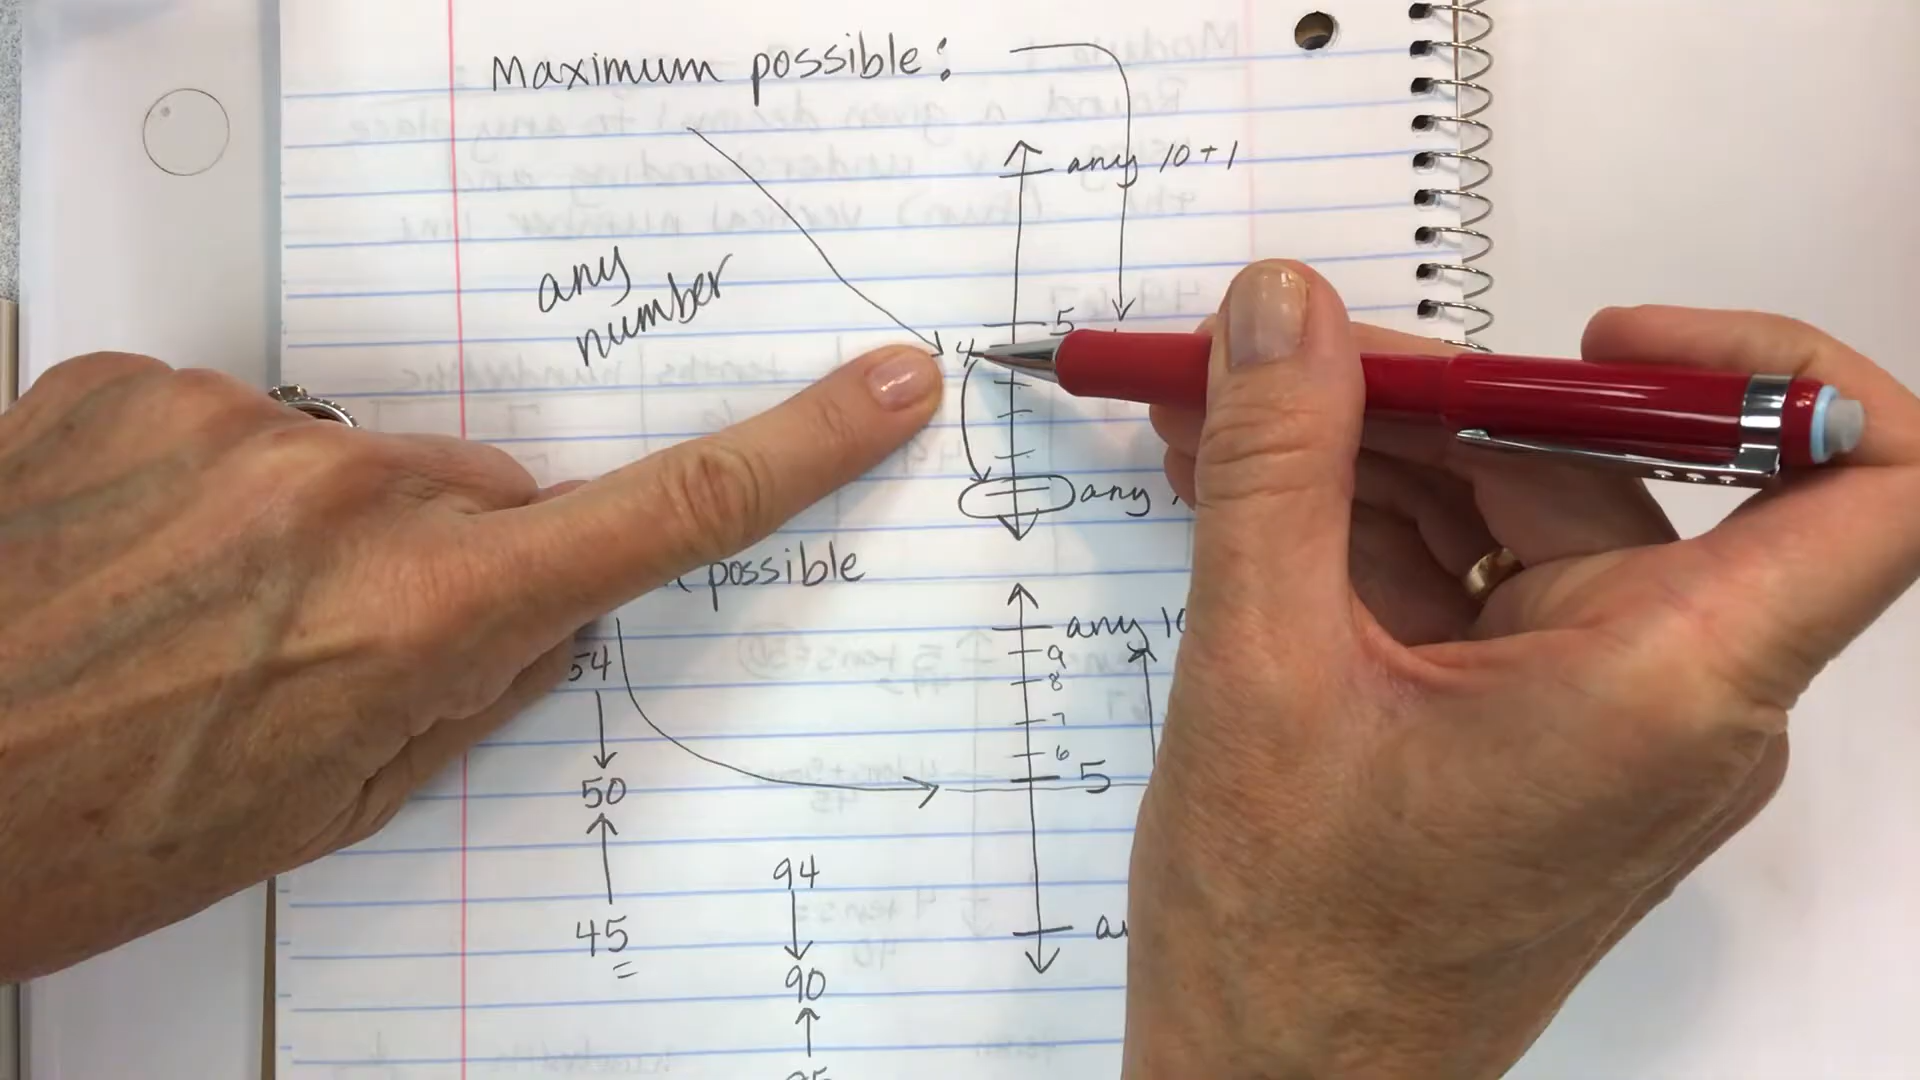 Maximum possible:
any 10 + 1
any
number
5
4
any
possible
any 10
54
9
8
7
6
50
5
94
45
90